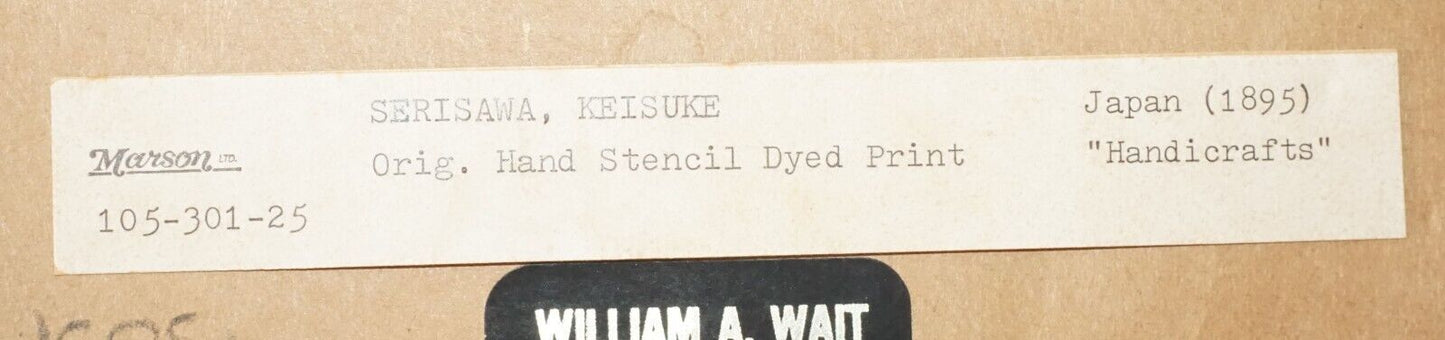 SERISAWA, KEISUKE
Japan (1895)
Marson LTD.
Orig. Hand Stencil Dyed Print
"Handicrafts"
105-301-25
WILLIAM A. WAIT